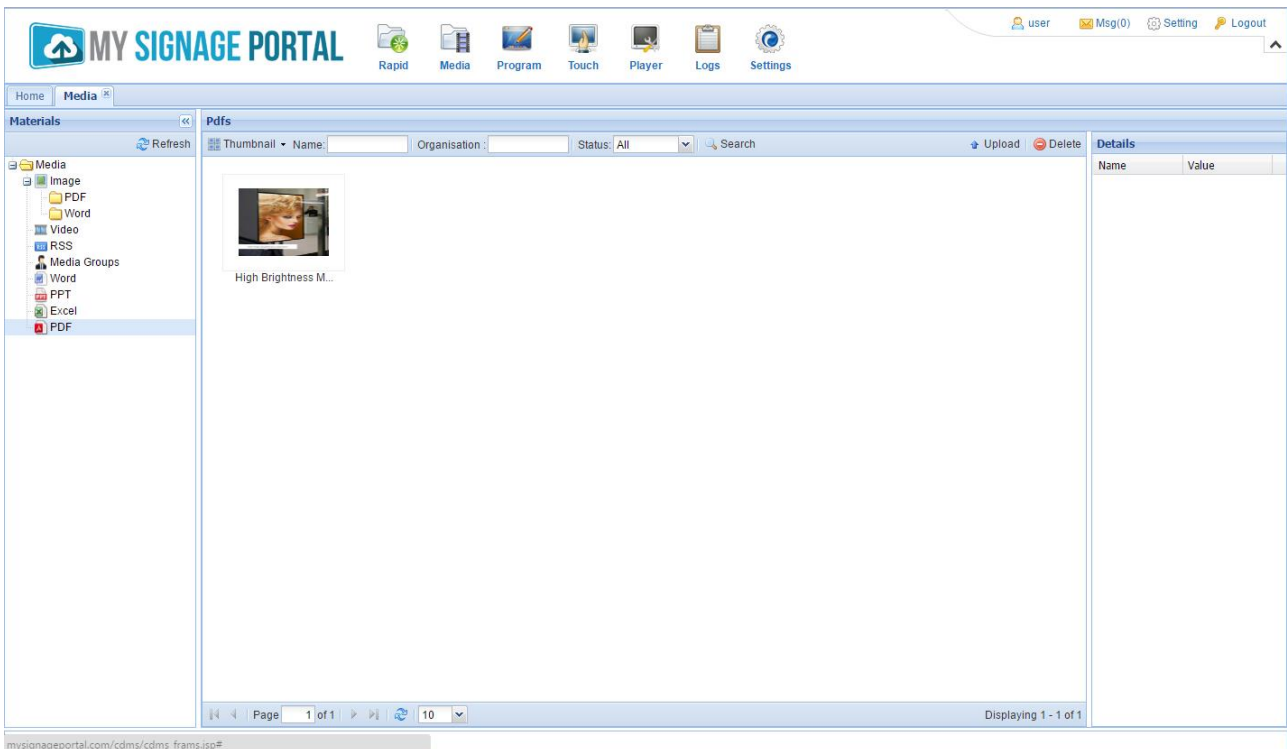 user Msg(0) Setting Logout
MY SIGNAGE PORTAL
Rapid Media Program Touch Player Logs Settings
Home Media
Materials
Refresh
Media
Image
PDF
Word
Video
RSS
Media Groups
Word
PPT
Excel
PDF
Pdfs
Thumbnail Name: Organisation : Status: All Search Upload Delete
High Brightness M...
Page 1 of 1 10 Displaying 1 - 1 of 1
Details
Name Value
mysignageportal.com/cdms/cdms_frams.jsp#